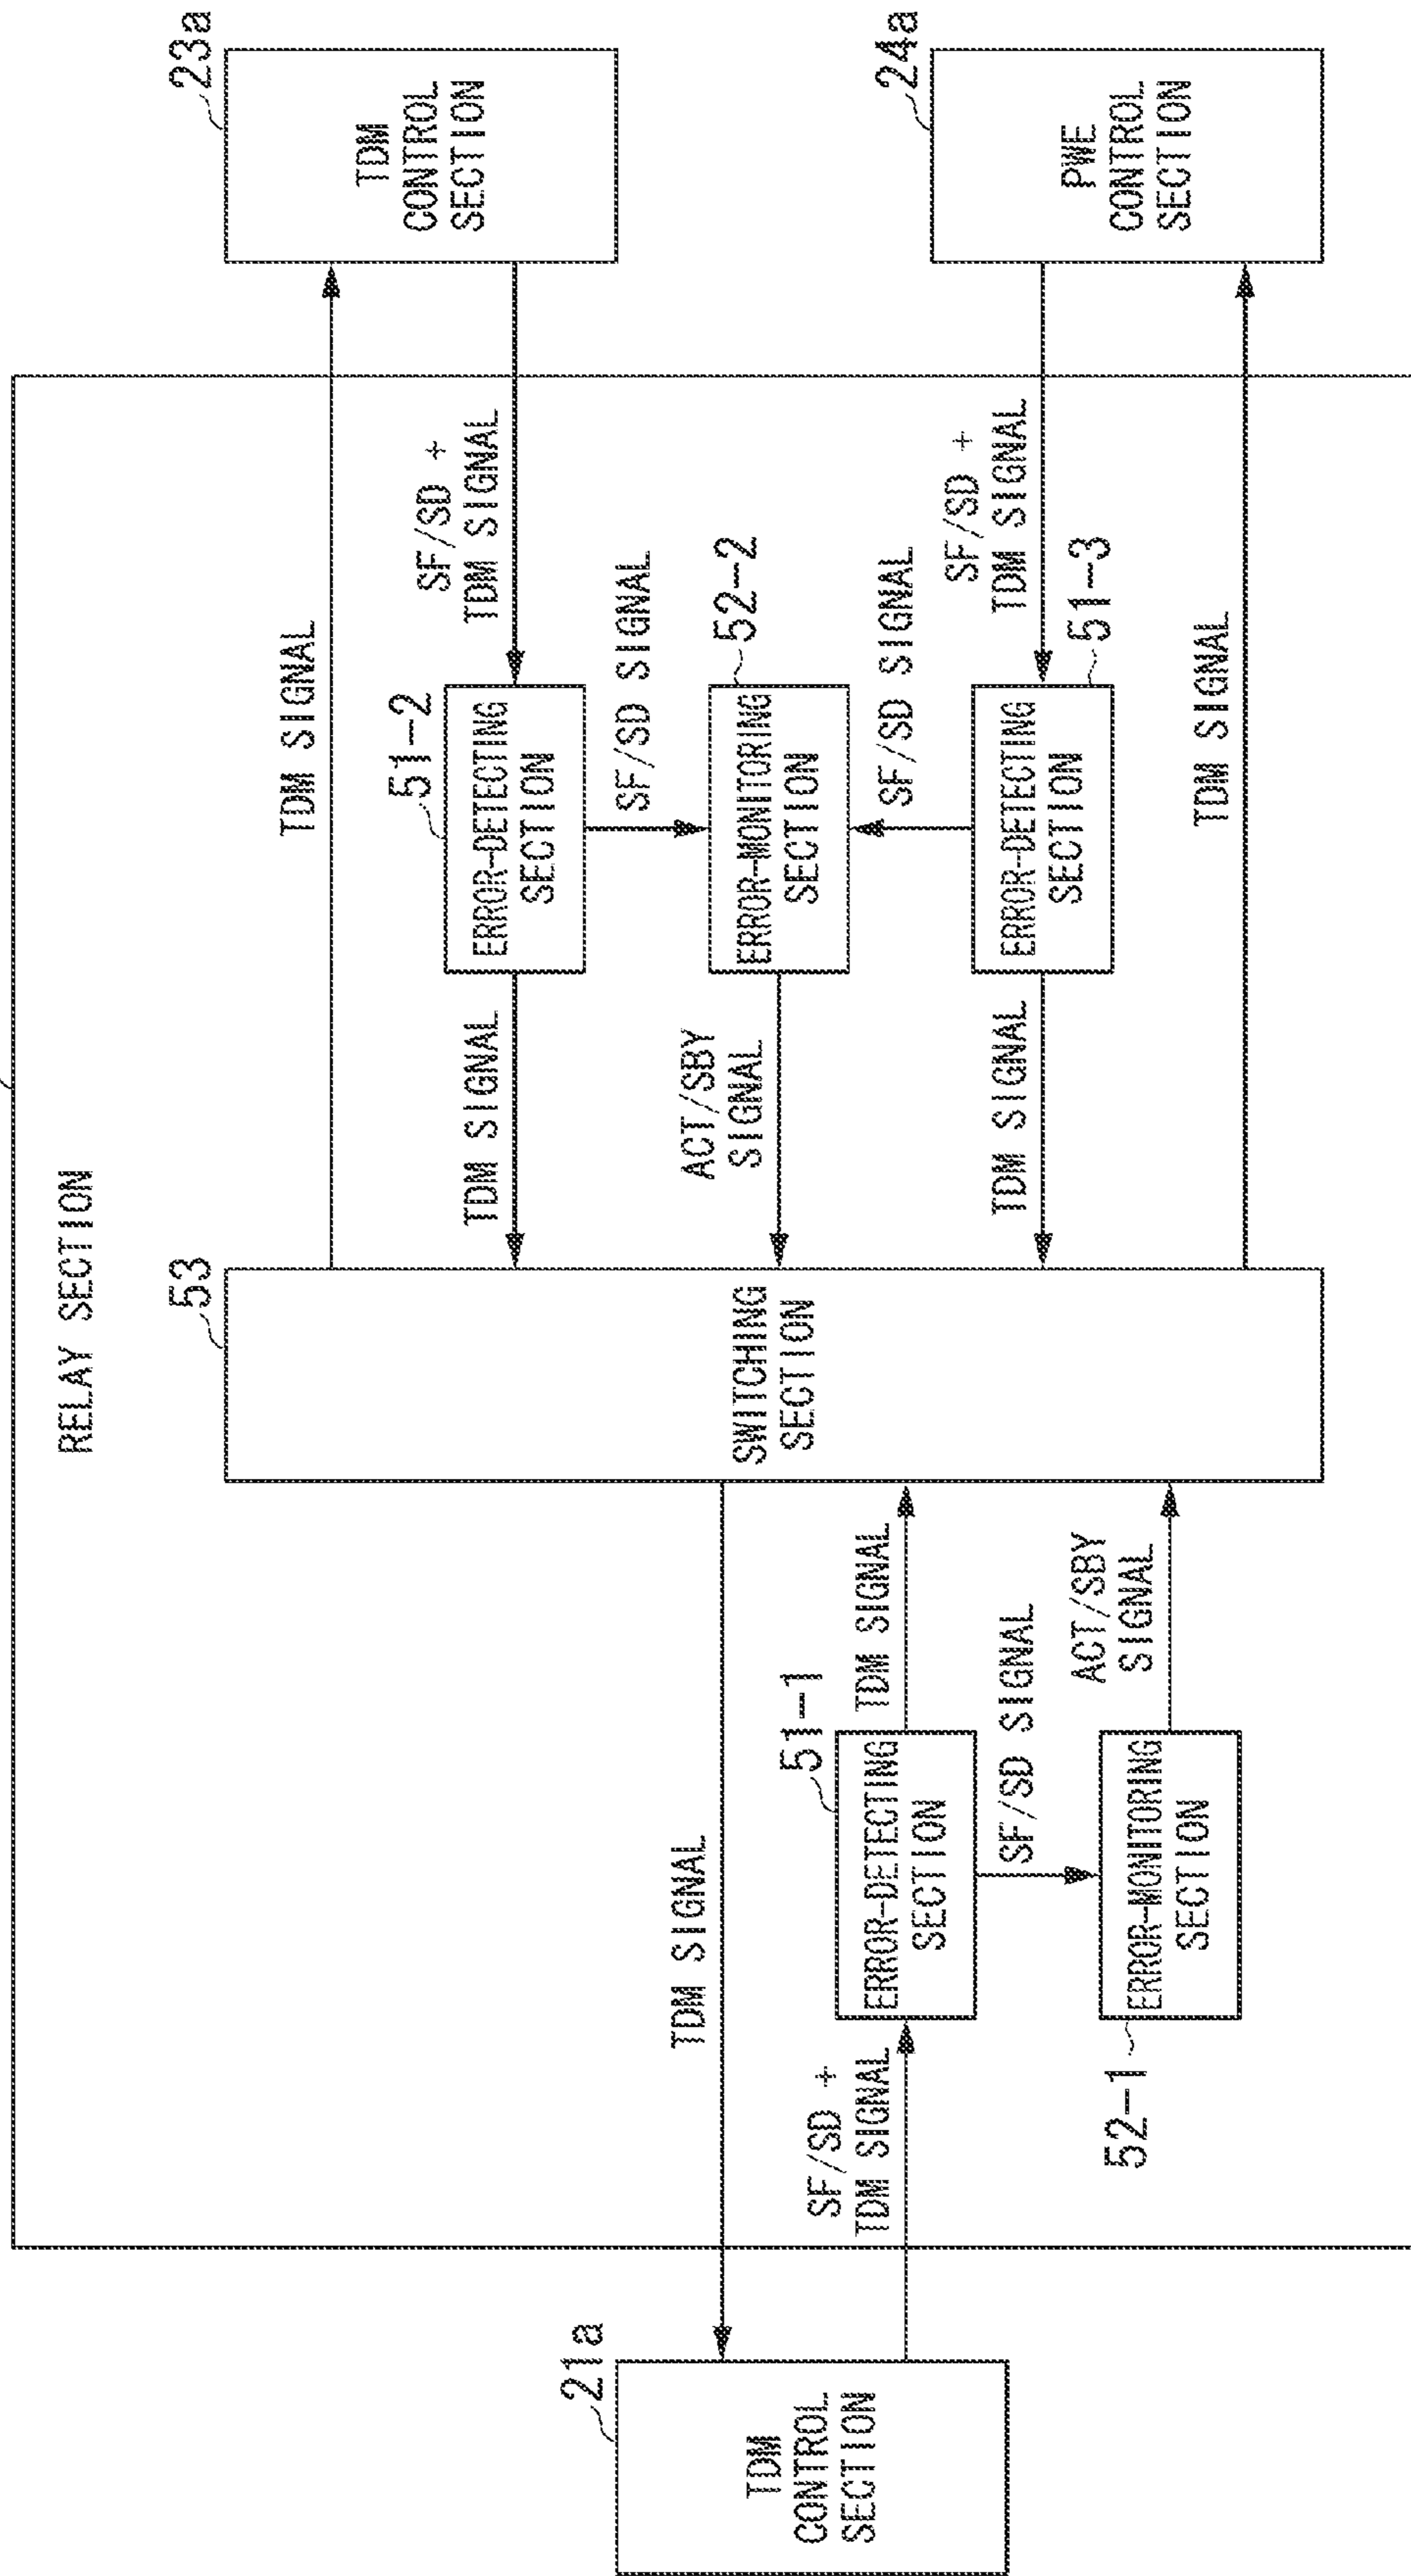 RELAY SECTION
21a
TDM
CONTROL
SECTION
TDM SIGNAL
SF/SD +
TDM SIGNAL
51-1
ERROR-DETECTING
SECTION
TDM SIGNAL
SF/SD SIGNAL
52-1
ERROR-MONITORING
SECTION
ACT/SBY
SIGNAL
53
SWITCHING
SECTION
TDM SIGNAL
TDM SIGNAL
51-2
ERROR-DETECTING
SECTION
SF/SD +
TDM SIGNAL
SF/SD SIGNAL
ACT/SBY
SIGNAL
52-2
ERROR-MONITORING
SECTION
SF/SD SIGNAL
TDM SIGNAL
51-3
ERROR-DETECTING
SECTION
SF/SD +
TDM SIGNAL
TDM SIGNAL
23a
TDM
CONTROL
SECTION
24a
PWE
CONTROL
SECTION